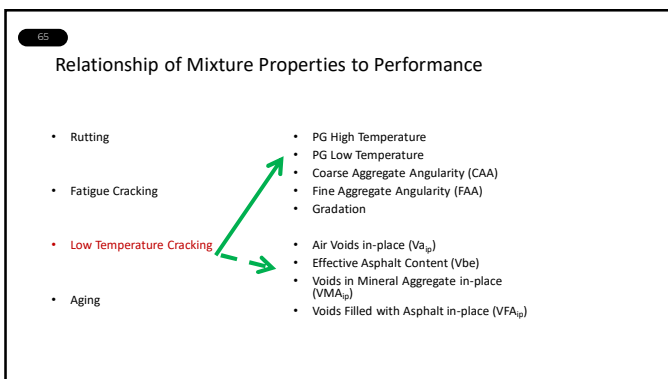 65
Relationship of Mixture Properties to Performance
• Rutting
• Fatigue Cracking
• Low Temperature Cracking
• Aging
• PG High Temperature
• PG Low Temperature
• Coarse Aggregate Angularity (CAA)
• Fine Aggregate Angularity (FAA)
• Gradation
• Air Voids in-place (Vaip)
• Effective Asphalt Content (Vbe)
• Voids in Mineral Aggregate in-place
(VMAip)
• Voids Filled with Asphalt in-place (VFAip)